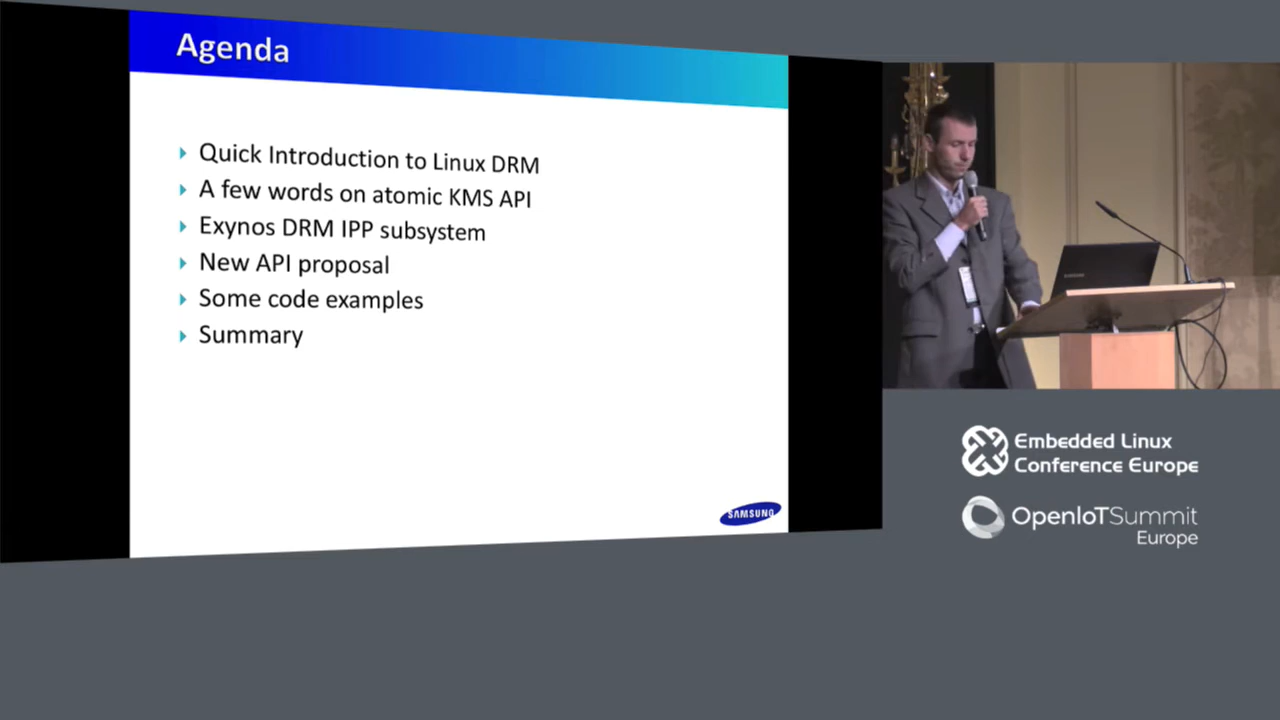 Agenda
Quick Introduction to Linux DRM
A few words on atomic KMS API
Exynos DRM IPP subsystem
New API proposal
Some code examples
Summary
SAMSUNG
Embedded Linux
Conference Europe
OpenIoTSummit
Europe